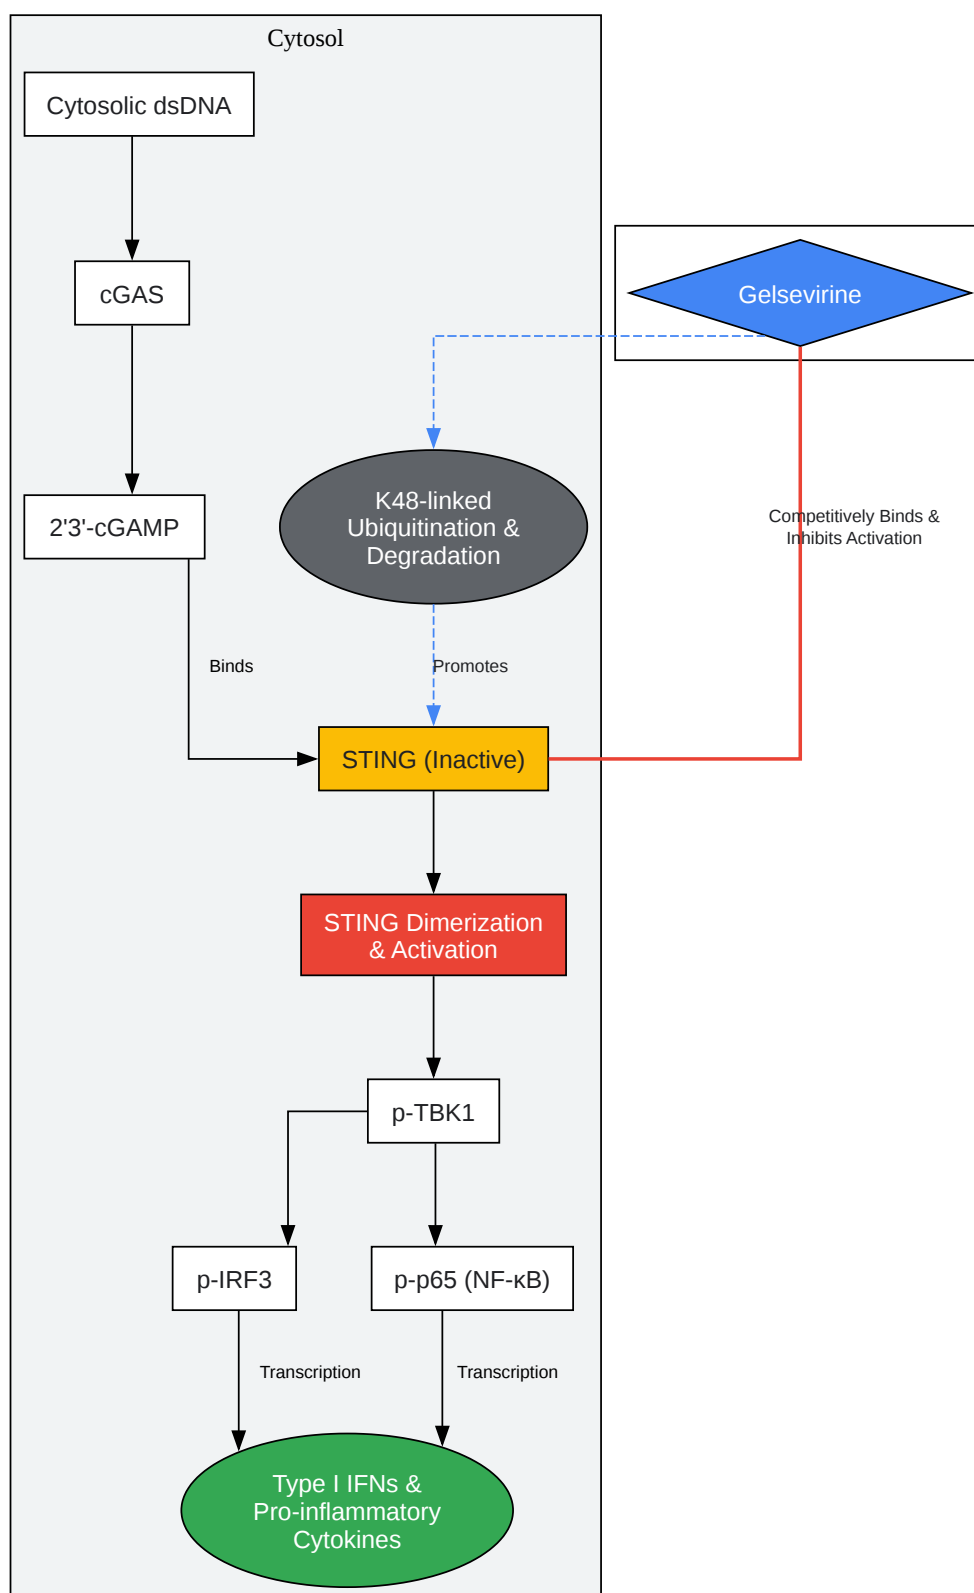 Cytosol
Cytosolic dsDNA
cGAS
Gelsevirine
2'3'-cGAMP
K48-linked
Ubiquitination &
Degradation
Competitively Binds &
Inhibits Activation
Binds
Promotes
STING (Inactive)
STING Dimerization
& Activation
p-TBK1
p-IRF3
p-p65 (NF-κB)
Transcription
Transcription
Type I IFNs &
Pro-inflammatory
Cytokines